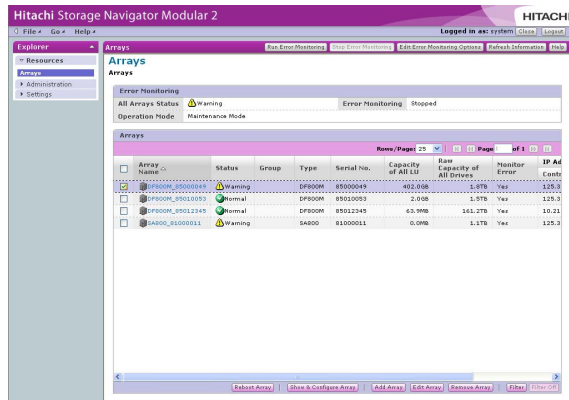 Hitachi Storage Navigator Modular 2
HITACHI
File Go Help
Logged in as: system Close Logout
Explorer
Resources
Arrays
Administration
Settings
Arrays
Run Error Monitoring Stop Error Monitoring Edit Error Monitoring Options Refresh Information Help
Arrays
Arrays
Error Monitoring
All Arrays Status Warning Error Monitoring Stopped
Operation Mode Maintenance Mode
Arrays
Rows/Page: 25 Page 1 of 1
Array Name Status Group Type Serial No. Capacity of All LU Raw Capacity of All Drives Monitor Error IP Ad
Contr
DF800M_85000049 Warning DF800M 85000049 402.0GB 1.8TB Yes 125.3
DF800M_85010053 Normal DF800M 85010053 2.0GB 1.5TB Yes 125.3
DF800M_85012345 Normal DF800M 85012345 63.9MB 161.2TB Yes 10.21
SA800_81000011 Warning SA800 81000011 0.0MB 1.1TB Yes 125.3
Reboot Array Show & Configure Array Add Array Edit Array Remove Array Filter Filter Off